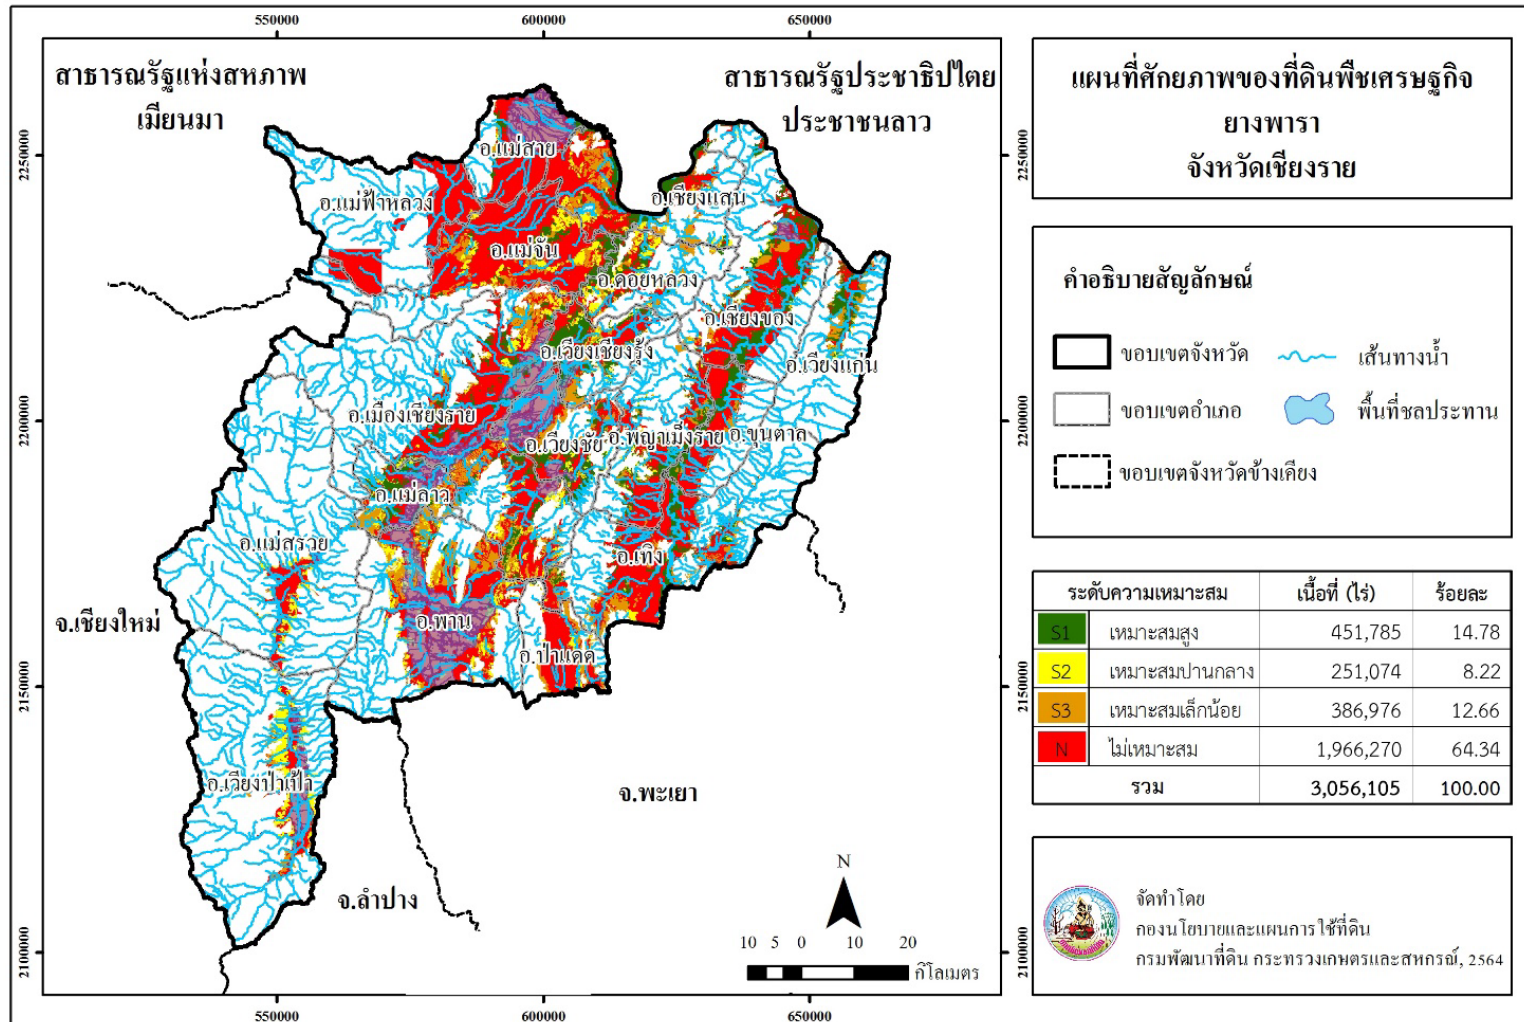 550000
600000
650000
สาธารณรัฐแห่งสหภาพ
เมียนมา
สาธารณรัฐประชาธิปไตย
ประชาชนลาว
2250000
2250000
2200000
2200000
2150000
2150000
2100000
2100000
อ.แม่สาย
อ.แม่ฟ้าหลวง
อ.เชียงแสน
อ.แม่จัน
อ.ดอยหลวง
อ.เชียงของ
อ.เวียงเชียงรุ้ง
อ.เวียงแก่น
อ.เมืองเชียงราย
อ.เวียงชัย
อ.พญาเม็งราย
อ.ขุนตาล
อ.แม่ลาว
อ.แม่สรวย
อ.เทิง
จ.เชียงใหม่
อ.พาน
อ.ป่าแดด
อ.เวียงป่าเป้า
จ.พะเยา
จ.ลำปาง
N
10 5 0 10 20
กิโลเมตร
550000
600000
650000
แผนที่ศักยภาพของที่ดินพืชเศรษฐกิจ
ยางพารา
จังหวัดเชียงราย
คำอธิบายสัญลักษณ์
ขอบเขตจังหวัด เส้นทางน้ำ
ขอบเขตอำเภอ พื้นที่ชลประทาน
ขอบเขตจังหวัดข้างเคียง
ระดับความเหมาะสม เนื้อที่ (ไร่) ร้อยละ
S1 เหมาะสมสูง 451,785 14.78
S2 เหมาะสมปานกลาง 251,074 8.22
S3 เหมาะสมเล็กน้อย 386,976 12.66
N ไม่เหมาะสม 1,966,270 64.34
รวม 3,056,105 100.00
จัดทำโดย
กองนโยบายและแผนการใช้ที่ดิน
กรมพัฒนาที่ดิน กระทรวงเกษตรและสหกรณ์, 2564